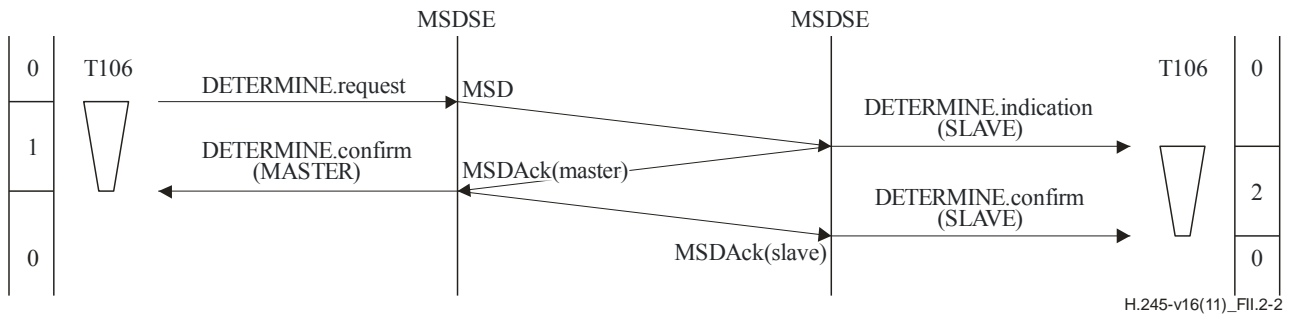 MSDSE MSDSE
0 T106 T106 0
DETERMINE.request MSD
DETERMINE.indication
(SLAVE)
1 DETERMINE.confirm
(MASTER)
MSDAck(master)
DETERMINE.confirm
(SLAVE)
2
MSDAck(slave)
0 0
H.245-v16(11)_FII.2-2